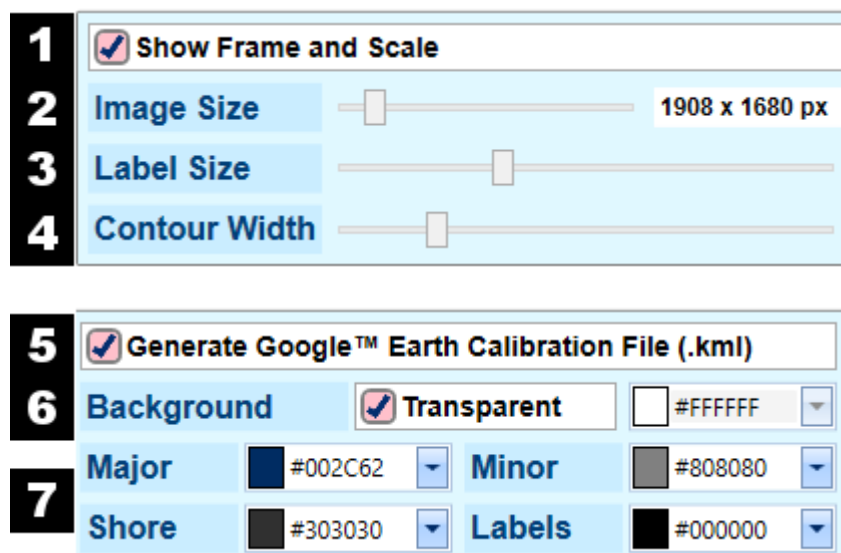 1 Show Frame and Scale
2 Image Size 1908 x 1680 px
3 Label Size
4 Contour Width
5 Generate Google™ Earth Calibration File (.kml)
6 Background Transparent #FFFFFF
7 Major #002C62 Minor #808080
Shore #303030 Labels #000000